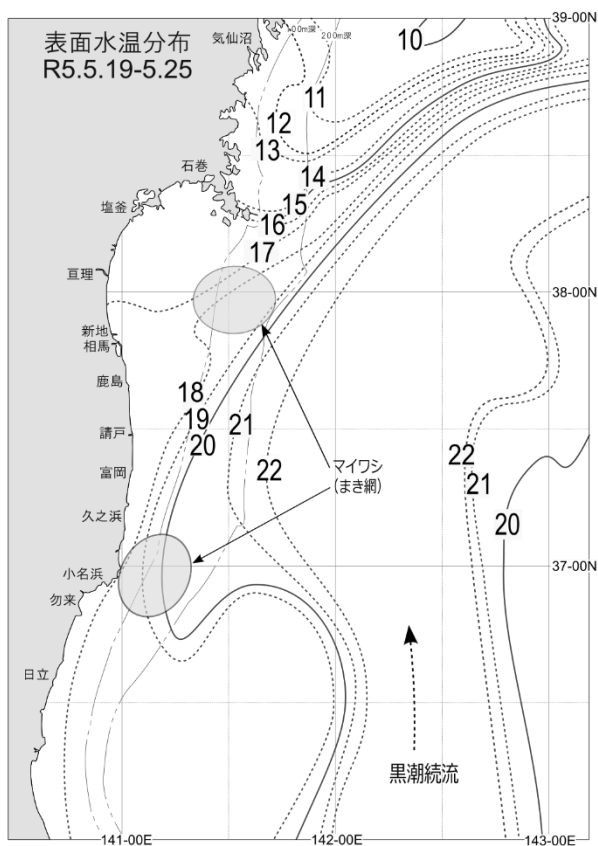 表面水温分布
R5.5.19-5.25
39-00N
気仙沼
100m深
200m深
10
11
12
13
石巻
14
15
塩釜
16
17
亘理
38-00N
新地
相馬
鹿島
18
19
20
21
請戸
22
富岡
マイワシ
(まき網)
22
21
20
久之浜
小名浜
37-00N
勿来
日立
黒潮続流
141-00E
142-00E
143-00E